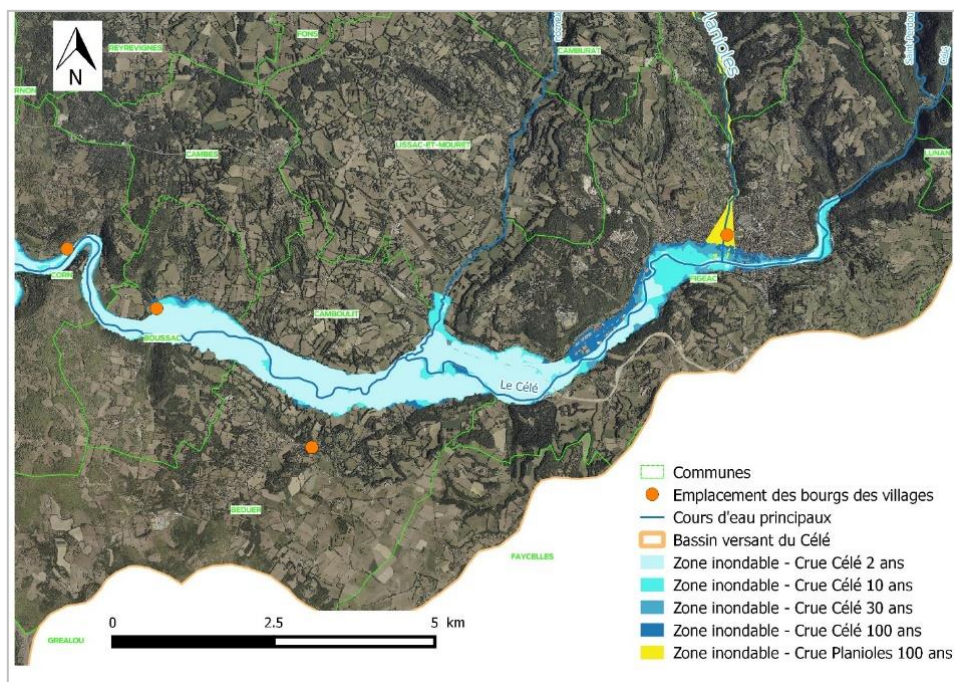 N
FONS
REYREVIGNES
CAMBURAT
Planioles
Célé
CAMBES
LISSAC-ET-MOURET
LUNAN
CORN
FIGEAC
CAMBOULIT
BOUSSAC
Le Célé
BEDUER
FAYCELLES
GREALOU
0 2.5 5 km
Communes
Emplacement des bourgs des villages
Cours d'eau principaux
Bassin versant du Célé
Zone inondable - Crue Célé 2 ans
Zone inondable - Crue Célé 10 ans
Zone inondable - Crue Célé 30 ans
Zone inondable - Crue Célé 100 ans
Zone inondable - Crue Planioles 100 ans